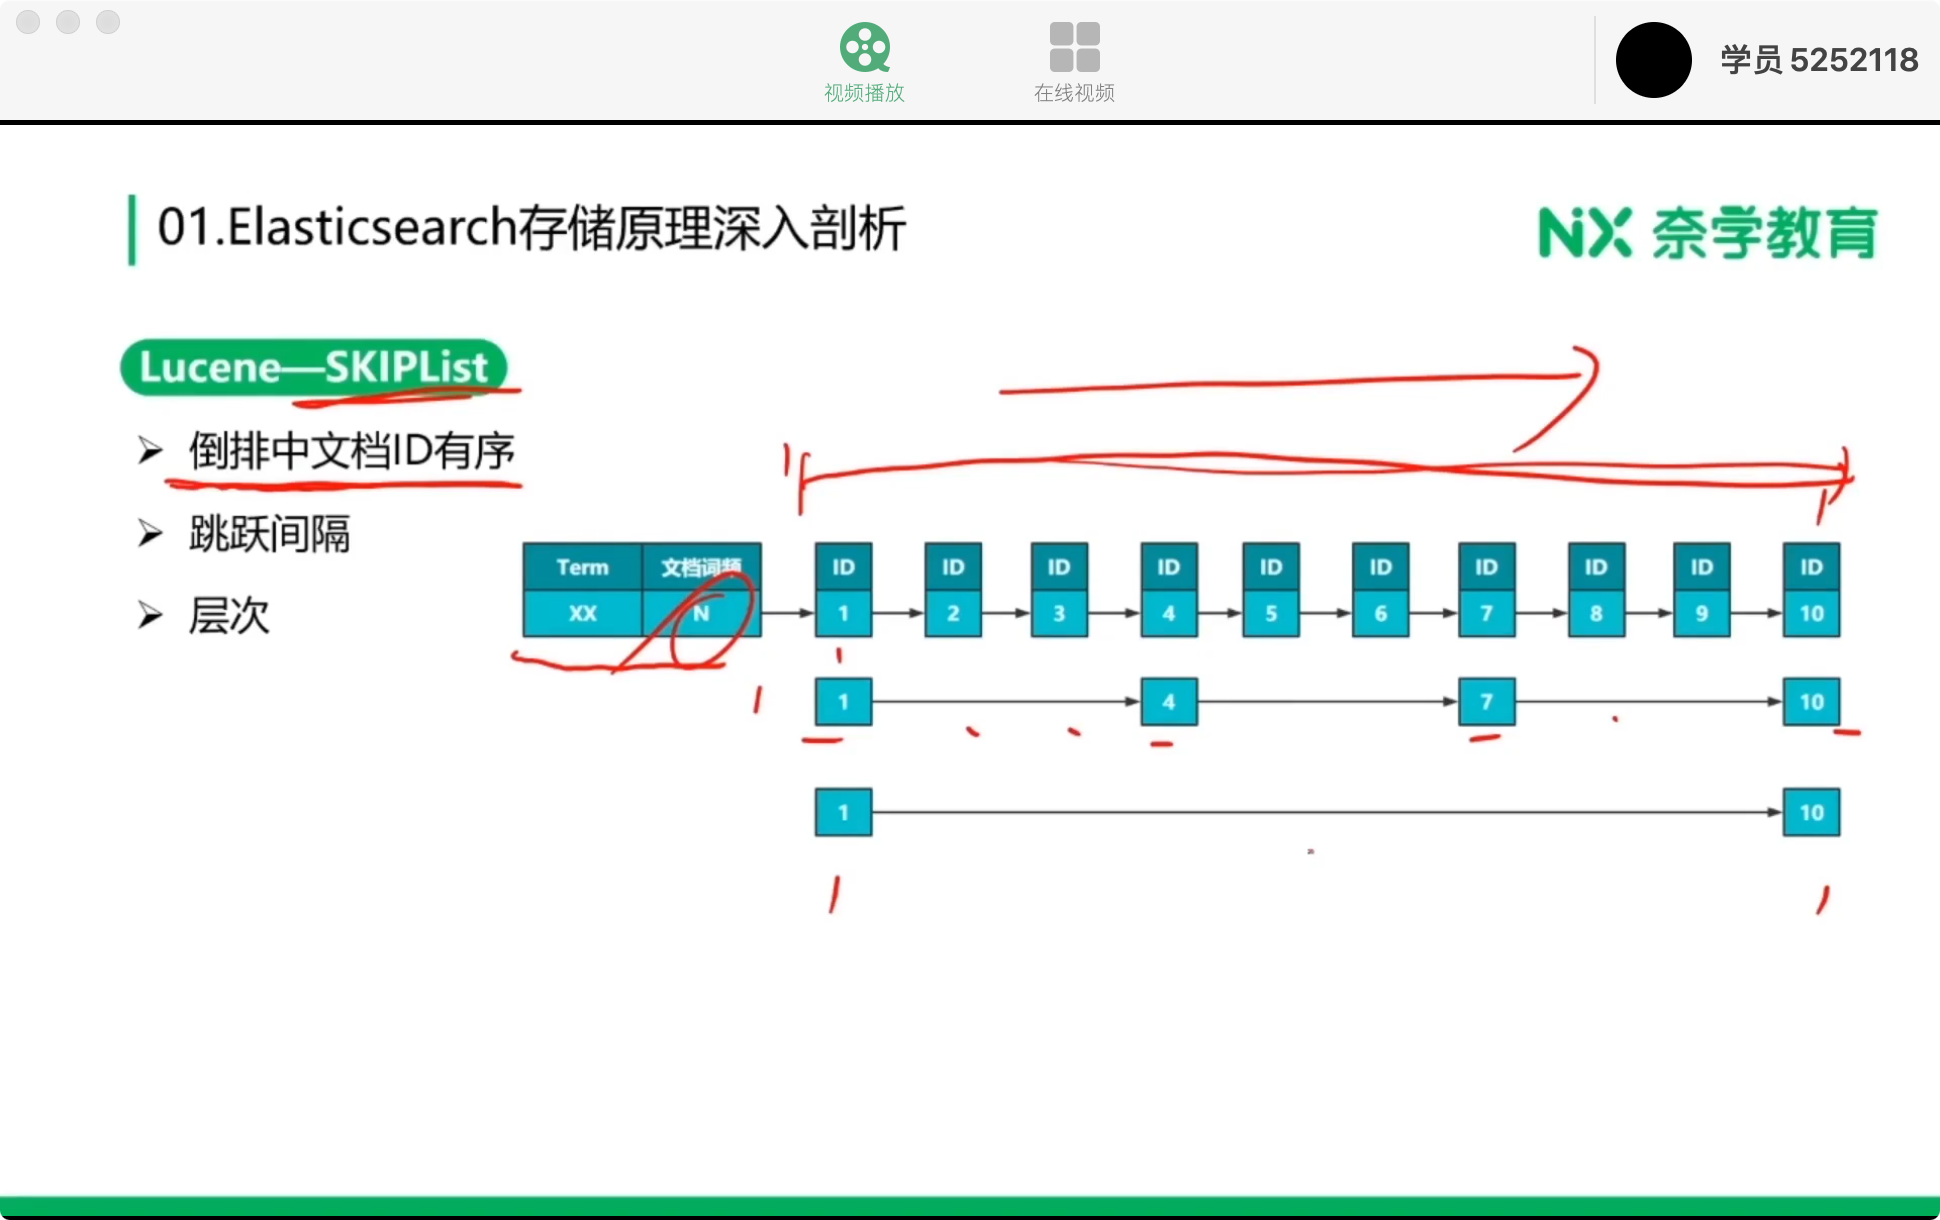 视频播放
在线视频
学员 5252118
01.Elasticsearch存储原理深入剖析
NX 奈学教育
Lucene—SKIPList
倒排中文档ID有序
跳跃间隔
层次
Term 文档词频 ID ID ID ID ID ID ID ID ID ID
XX N 1 2 3 4 5 6 7 8 9 10
1 4 7 10
1 10